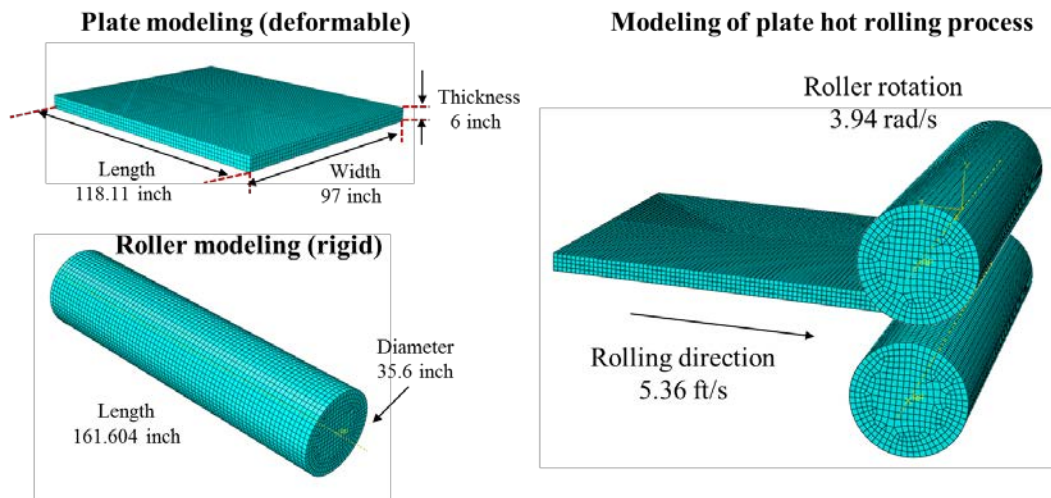 Plate modeling (deformable)
Thickness
6 inch
Length
118.11 inch
Width
97 inch
Roller modeling (rigid)
Diameter
35.6 inch
Length
161.604 inch
Modeling of plate hot rolling process
Roller rotation
3.94 rad/s
Rolling direction
5.36 ft/s